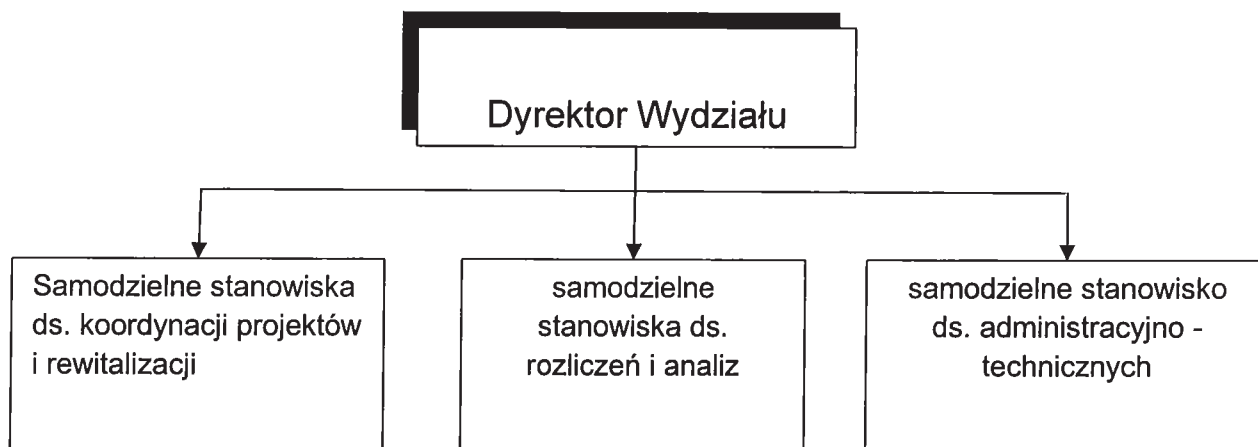 Dyrektor Wydziału
Samodzielne stanowiska
ds. koordynacji projektów
i rewitalizacji
samodzielne
stanowiska ds.
rozliczeń i analiz
samodzielne stanowisko
ds. administracyjno -
technicznych